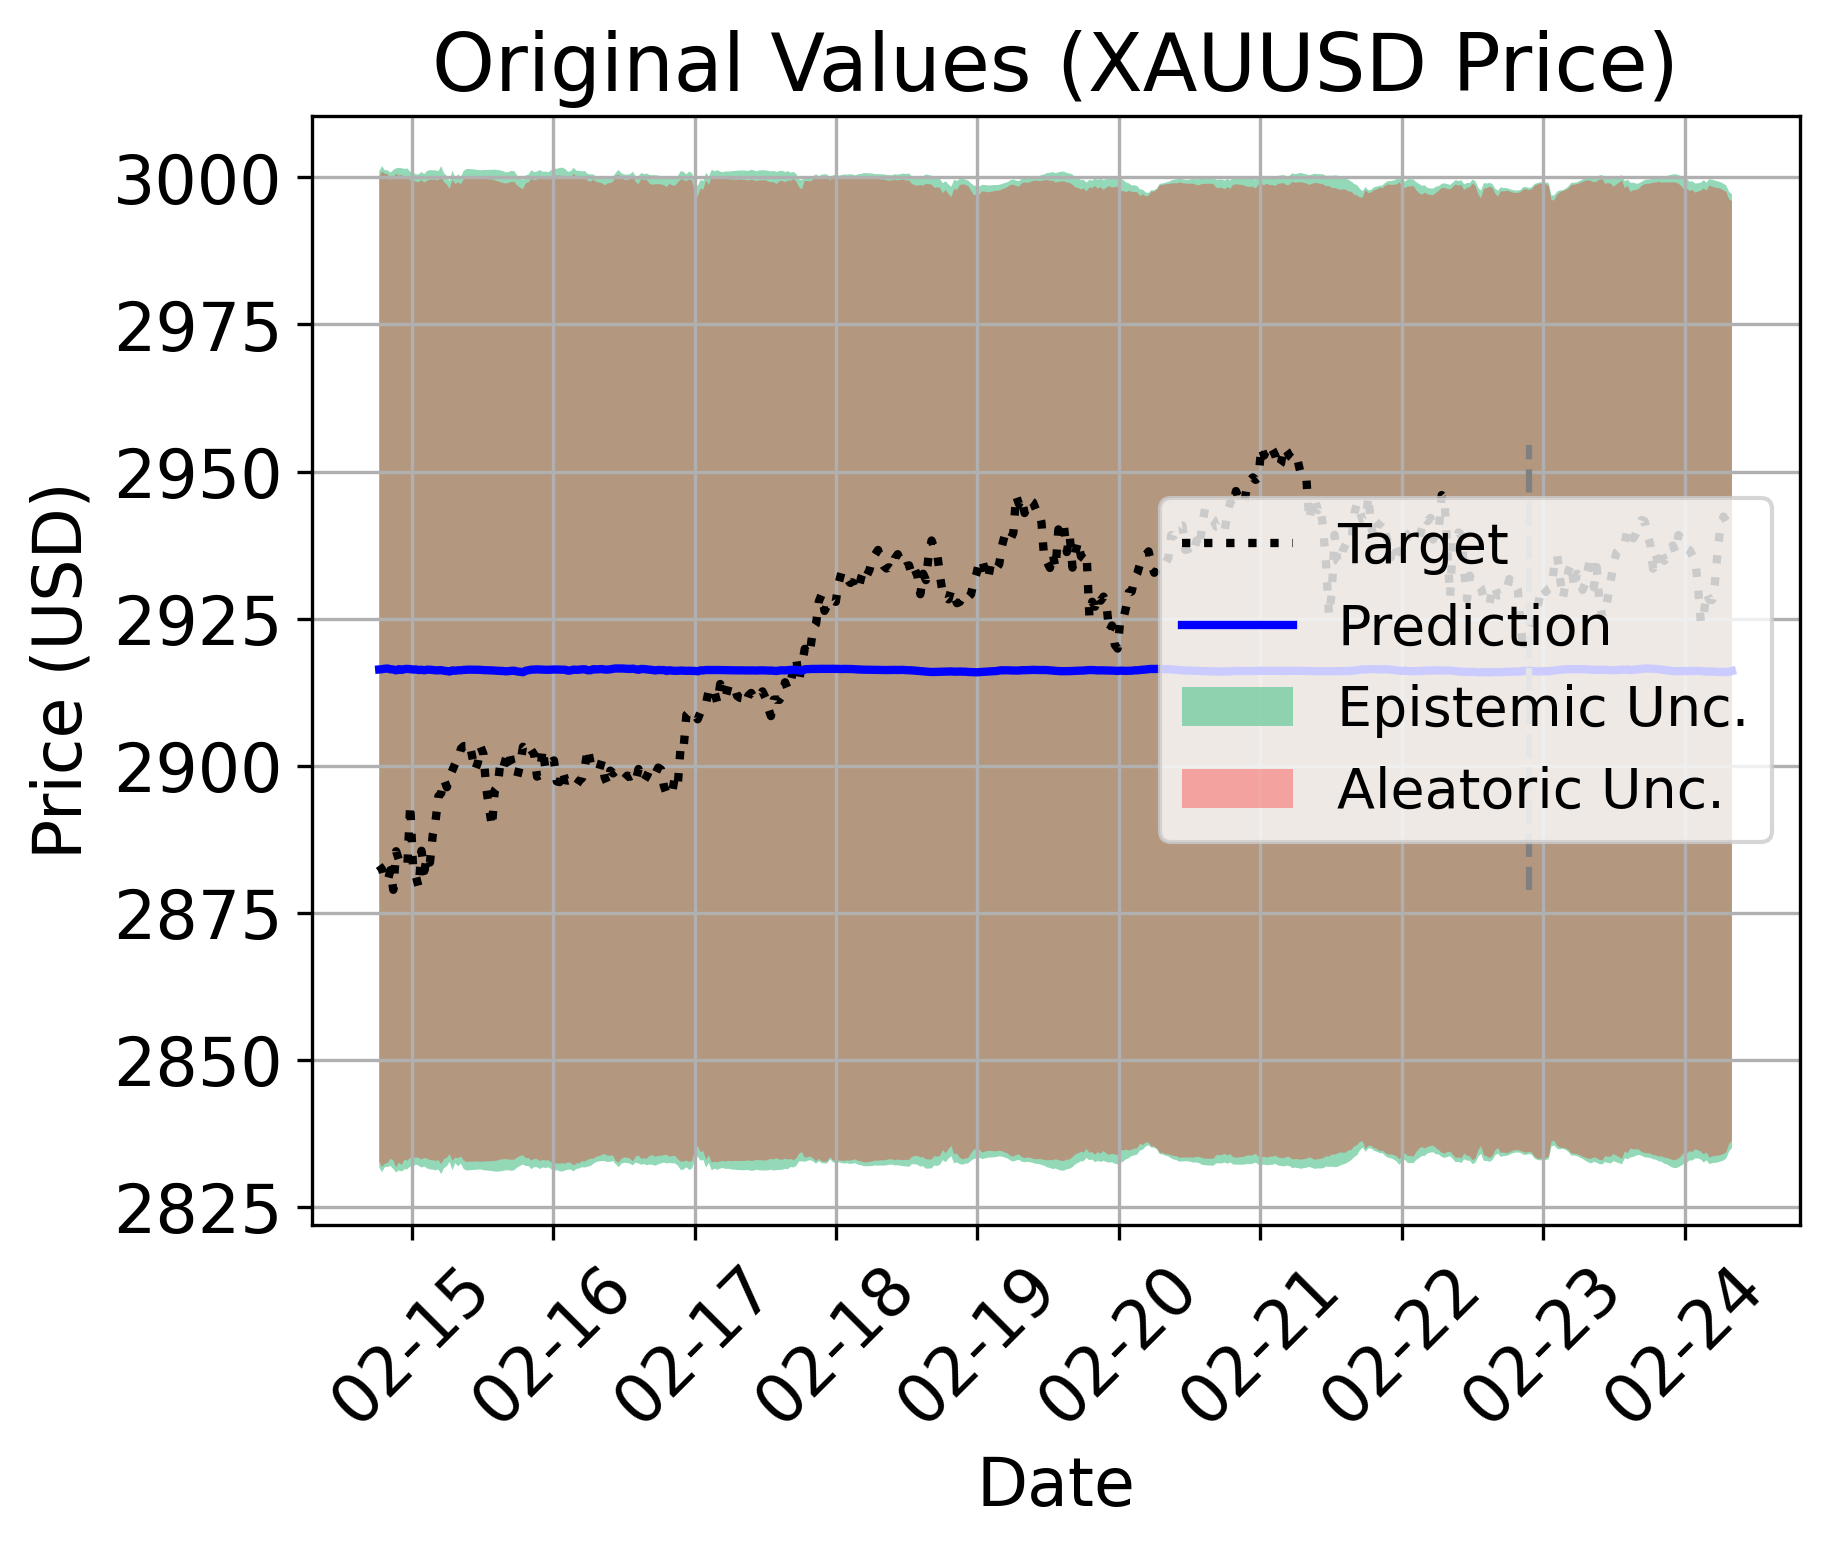 Original Values (XAUUSD Price)
3000
2975
2950
2925
2900
2875
2850
2825
Price (USD)
Target
Prediction
Epistemic Unc.
Aleatoric Unc.
02-15
02-16
02-17
02-18
02-19
02-20
02-21
02-22
02-23
02-24
Date